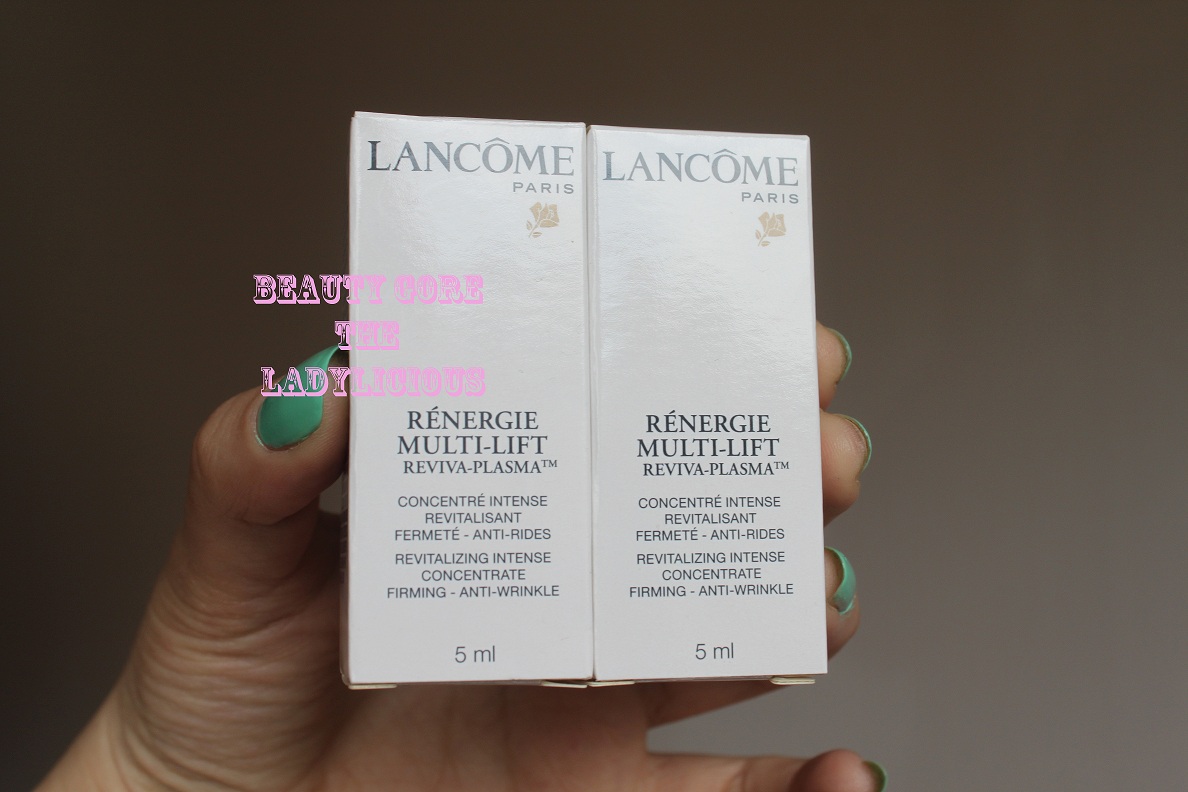 LANCÔME
PARIS
RÉNERGIE
MULTI-LIFT
REVIVA-PLASMA™
CONCENTRÉ INTENSE
REVITALISANT
FERMETÉ - ANTI-RIDES
REVITALIZING INTENSE
CONCENTRATE
FIRMING - ANTI-WRINKLE
5 ml
LANCÔME
PARIS
RÉNERGIE
MULTI-LIFT
REVIVA-PLASMA™
CONCENTRÉ INTENSE
REVITALISANT
FERMETÉ - ANTI-RIDES
REVITALIZING INTENSE
CONCENTRATE
FIRMING - ANTI-WRINKLE
5 ml
BEAUTY GORE
THE
LADYLICIOUS